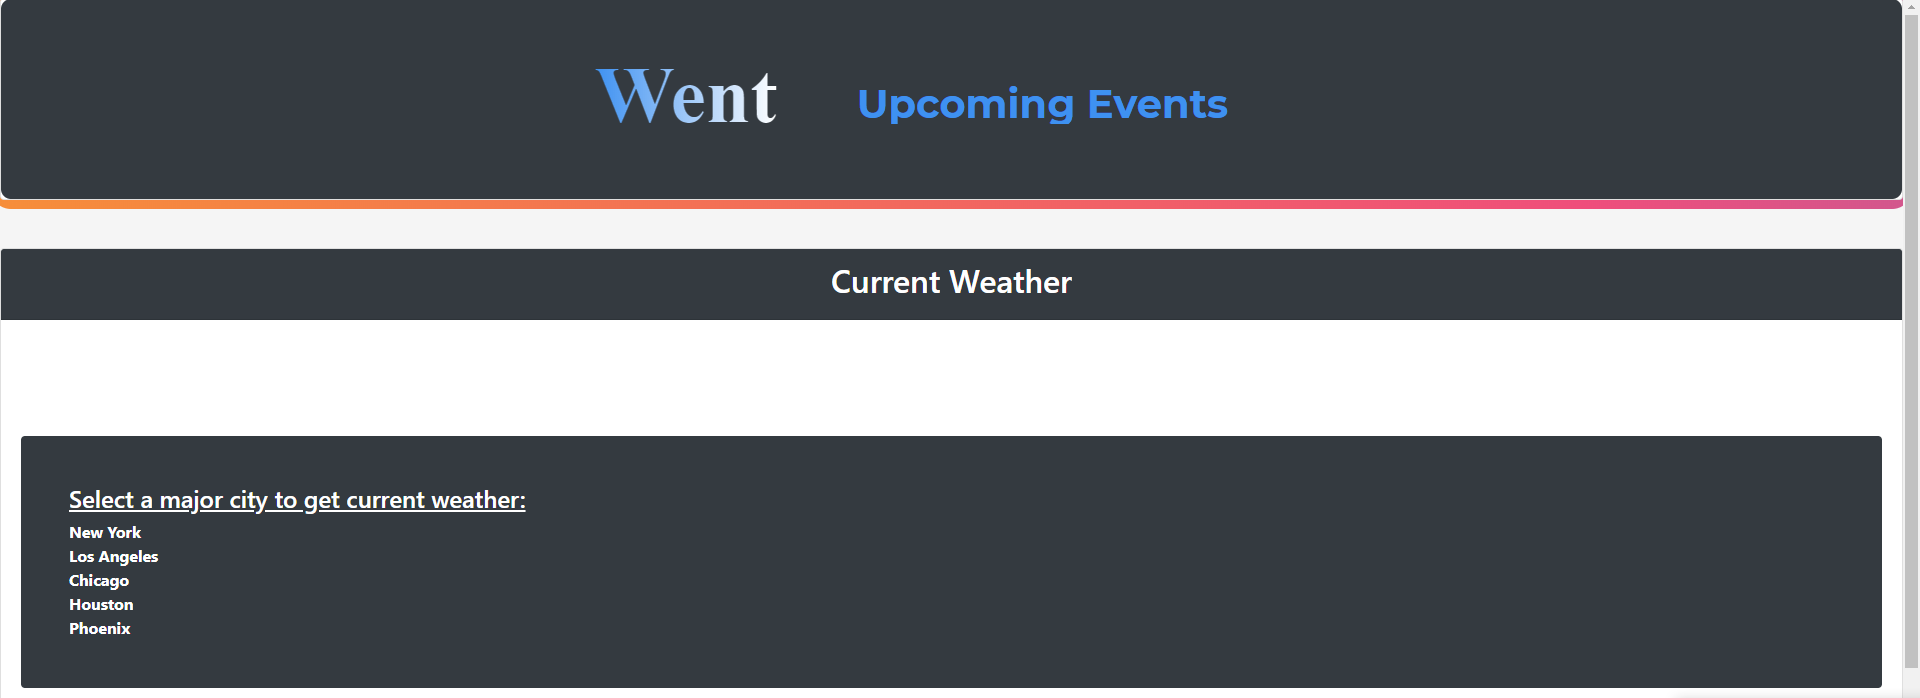 Went Upcoming Events
Current Weather
Select a major city to get current weather:
New York
Los Angeles
Chicago
Houston
Phoenix